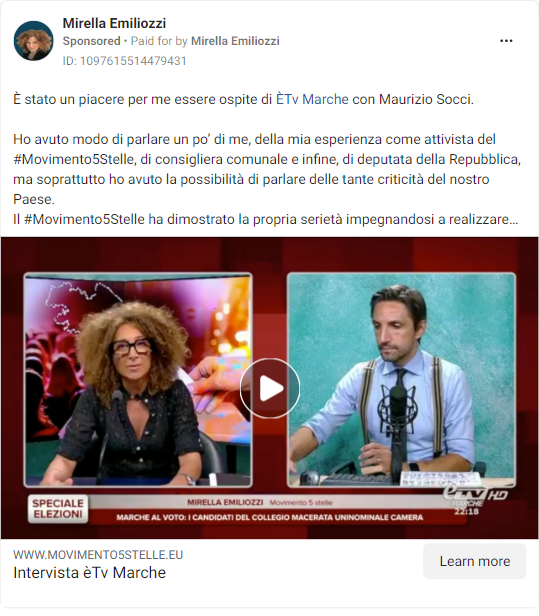 Mirella Emiliozzi
Sponsored • Paid for by Mirella Emiliozzi
ID: 1097615514479431
È stato un piacere per me essere ospite di ÈTv Marche con Maurizio Socci.
Ho avuto modo di parlare un po’ di me, della mia esperienza come attivista del
#Movimento5Stelle, di consigliera comunale e infine, di deputata della Repubblica,
ma soprattutto ho avuto la possibilità di parlare delle tante criticità del nostro
Paese.
Il #Movimento5Stelle ha dimostrato la propria serietà impegnandosi a realizzare...
SPECIALE
ELEZIONI
MIRELLA EMILIOZZI Movimento 5 stelle
MARCHE AL VOTO: I CANDIDATI DEL COLLEGIO MACERATA UNINOMINALE CAMERA
èTV HD
MARCHE
22:18
WWW.MOVIMENTO5STELLE.EU
Intervista èTv Marche
Learn more